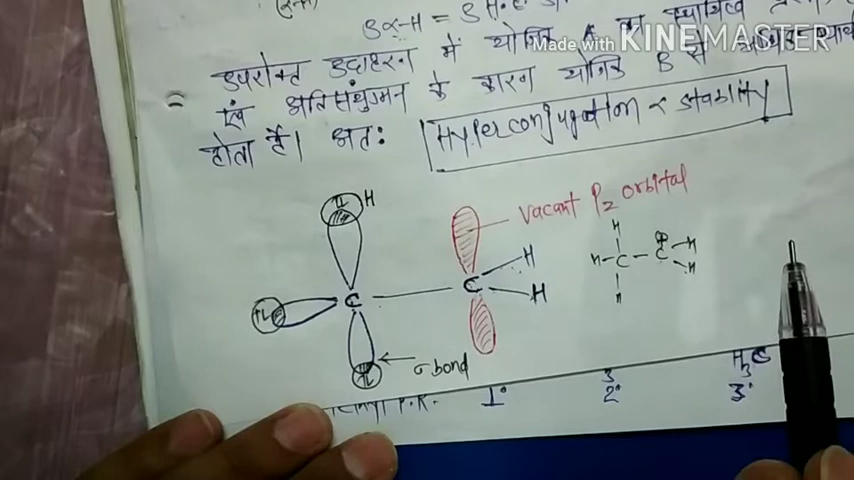 (α-H)
Made with KINEMASTER
= उपरोक्त उदाहरण में यौगिक A का स्थायित्व
एवं अतिसंयुग्मन के कारण यौगिक B से
होता है। अतः Hyperconjugation ∝ stability
H
vacant Pz orbital
H
H C H
H-C-C⊕-H
H
C C H
σ bond
H3C
1° 2° 3°